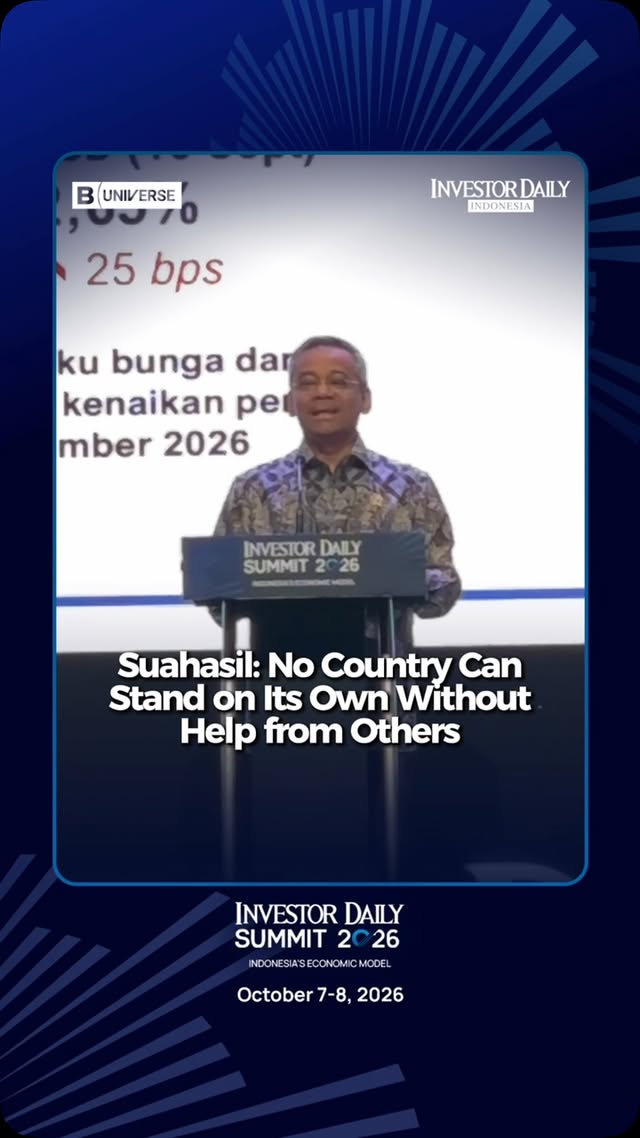 B UNIVERSE
INVESTOR DAILY
INDONESIA
25 bps
ku bunga dar
kenaikan per
mber 2026
INVESTOR DAILY
SUMMIT 2026
INDONESIA'S ECONOMIC MODEL
Suahasil: No Country Can
Stand on Its Own Without
Help from Others
INVESTOR DAILY
SUMMIT 2026
INDONESIA'S ECONOMIC MODEL
October 7-8, 2026